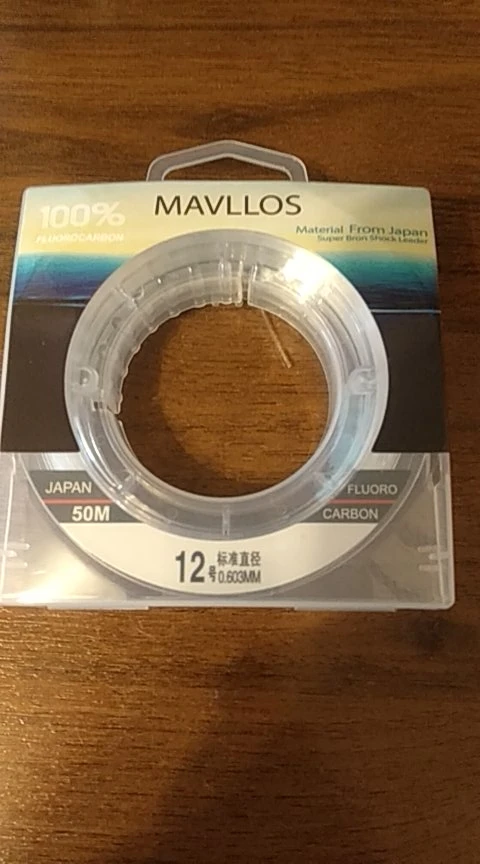 100%
FLUOROCARBON
MAVLLOS
Material From Japan
Super Bron Shock Leader
JAPAN
50M
FLUORO
CARBON
12号
标准直径
0.603MM